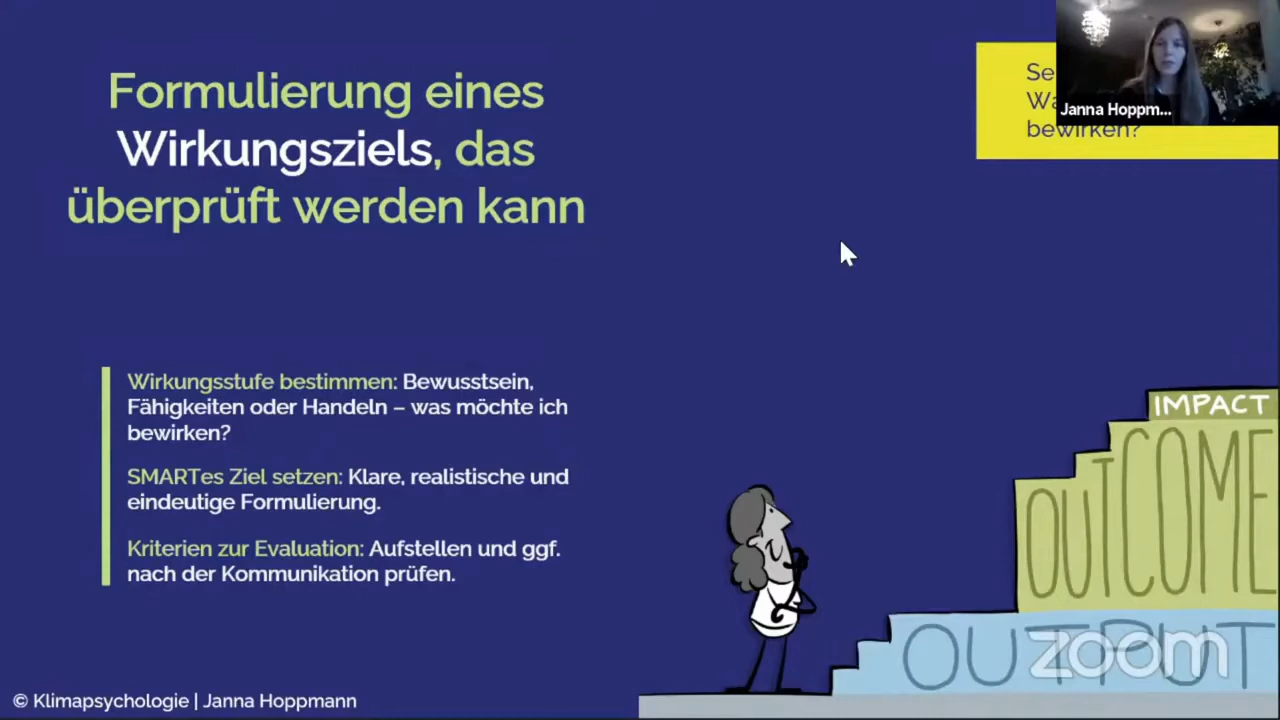 Formulierung eines
Wirkungsziels, das
überprüft werden kann
Janna Hoppm...
bewirken?
Wirkungsstufe bestimmen: Bewusstsein,
Fähigkeiten oder Handeln – was möchte ich
bewirken?
SMARTes Ziel setzen: Klare, realistische und
eindeutige Formulierung.
Kriterien zur Evaluation: Aufstellen und ggf.
nach der Kommunikation prüfen.
IMPACT
OUTCOME
OUTPUT
zoom
© Klimapsychologie | Janna Hoppmann